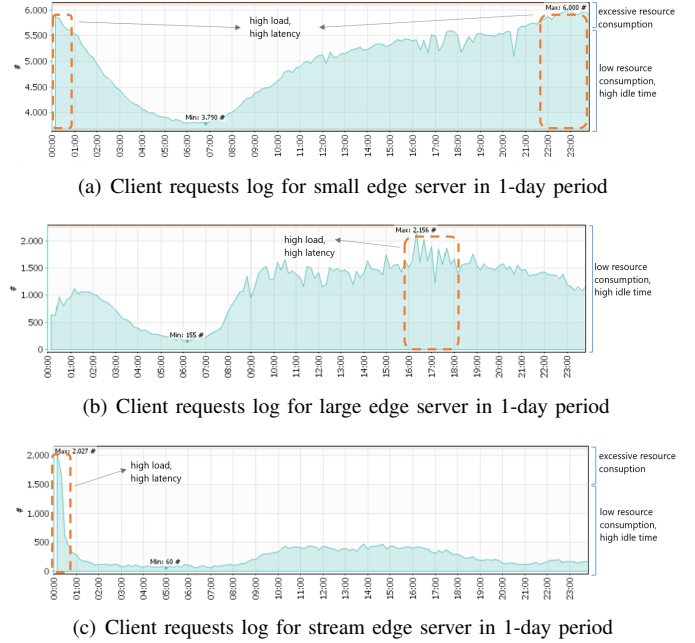 6.000
5.500
5.000
4.500
4.000
#
high load,
high latency
Max: 6.000 #
Min: 3.790 #
excessive resource
consumption
low resource
consumption,
high idle time
00:00 01:00 02:00 03:00 04:00 05:00 06:00 07:00 08:00 09:00 10:00 11:00 12:00 13:00 14:00 15:00 16:00 17:00 18:00 19:00 20:00 21:00 22:00 23:00
(a) Client requests log for small edge server in 1-day period
2.000
1.500
1.000
500
0
#
high load,
high latency
Max: 2.156 #
Min: 155 #
low resource
consumption,
high idle time
00:00 01:00 02:00 03:00 04:00 05:00 06:00 07:00 08:00 09:00 10:00 11:00 12:00 13:00 14:00 15:00 16:00 17:00 18:00 19:00 20:00 21:00 22:00 23:00
(b) Client requests log for large edge server in 1-day period
2.000
1.500
1.000
500
0
#
Max: 2.027 #
high load,
high latency
Min: 60 #
excessive resource
consuption
low resource
consumption,
high idle time
00:00 01:00 02:00 03:00 04:00 05:00 06:00 07:00 08:00 09:00 10:00 11:00 12:00 13:00 14:00 15:00 16:00 17:00 18:00 19:00 20:00 21:00 22:00 23:00
(c) Client requests log for stream edge server in 1-day period